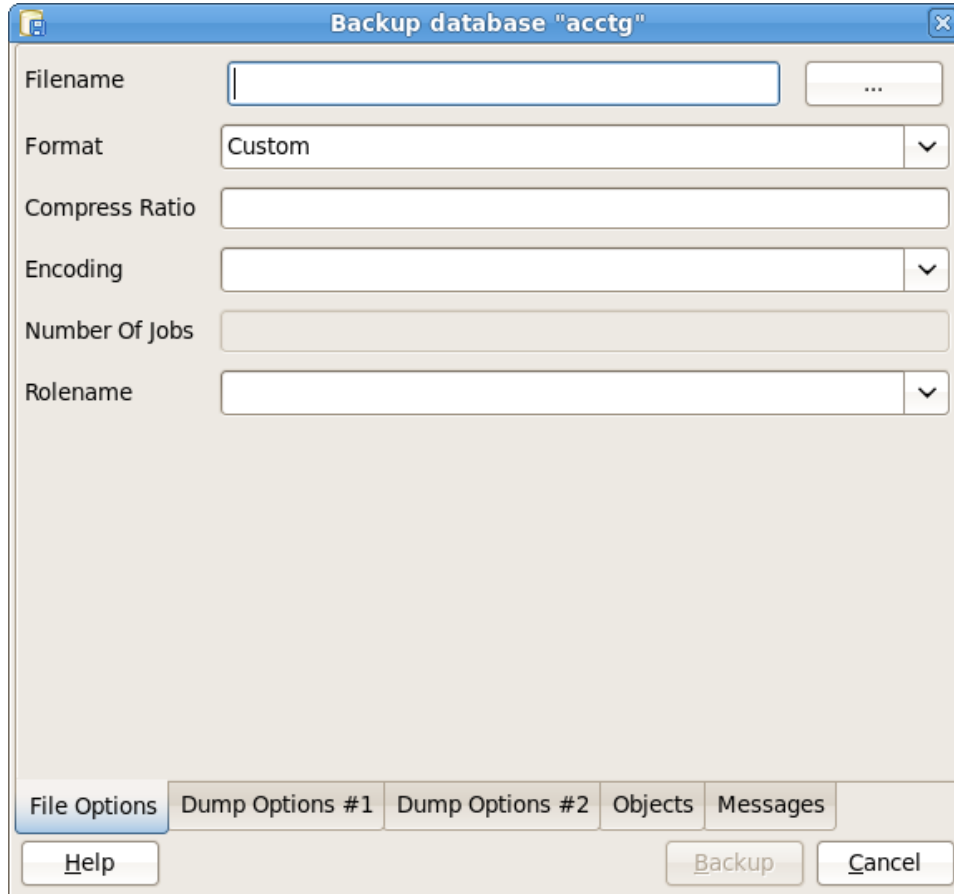 Backup database "acctg"
Filename
...
Format
Custom
Compress Ratio
Encoding
Number Of Jobs
Rolename
File Options Dump Options #1 Dump Options #2 Objects Messages
Help Backup Cancel